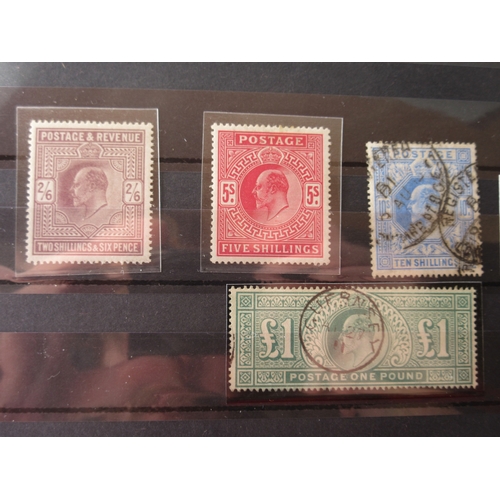 POSTAGE & REVENUE
2/6 2/6
TWO SHILLINGS & SIX PENCE
POSTAGE
5S. 5S.
FIVE SHILLINGS
POSTAGE
TEN SHILLINGS
£1 £1
POSTAGE ONE POUND